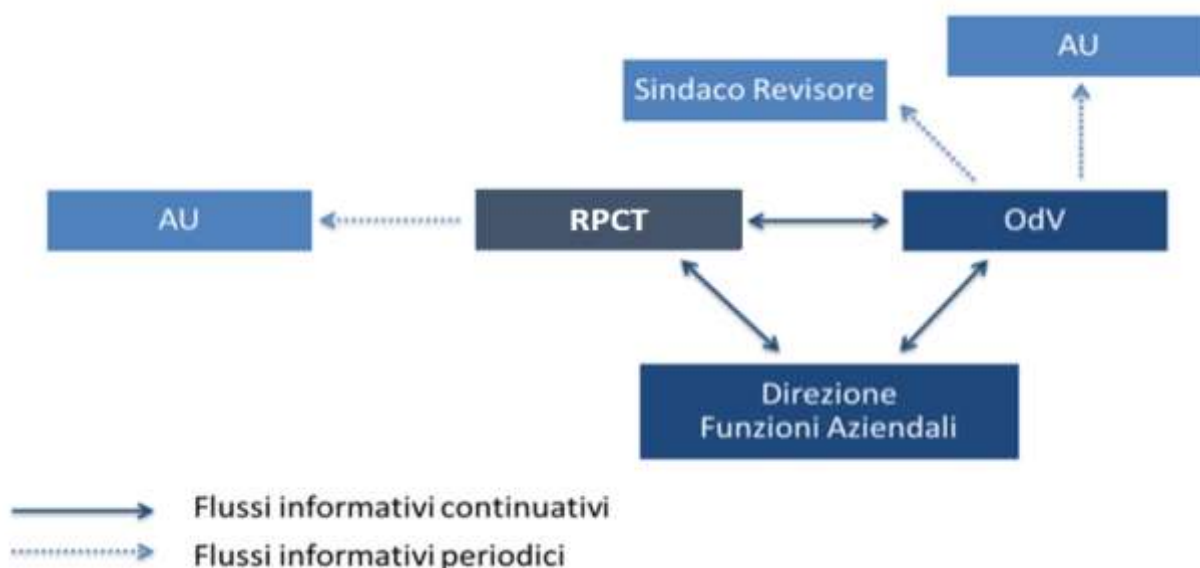 AU
Sindaco Revisore
AU
RPCT
OdV
Direzione
Funzioni Aziendali
Flussi informativi continuativi
Flussi informativi periodici